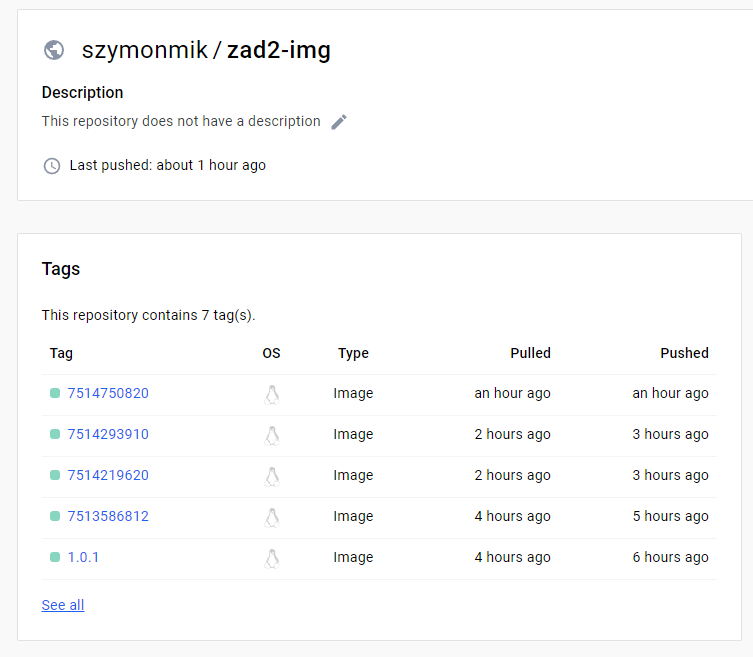 szymonmik / zad2-img
Description
This repository does not have a description
Last pushed: about 1 hour ago
Tags
This repository contains 7 tag(s).
Tag OS Type Pulled Pushed
7514750820 Image an hour ago an hour ago
7514293910 Image 2 hours ago 3 hours ago
7514219620 Image 2 hours ago 3 hours ago
7513586812 Image 4 hours ago 5 hours ago
1.0.1 Image 4 hours ago 6 hours ago
See all